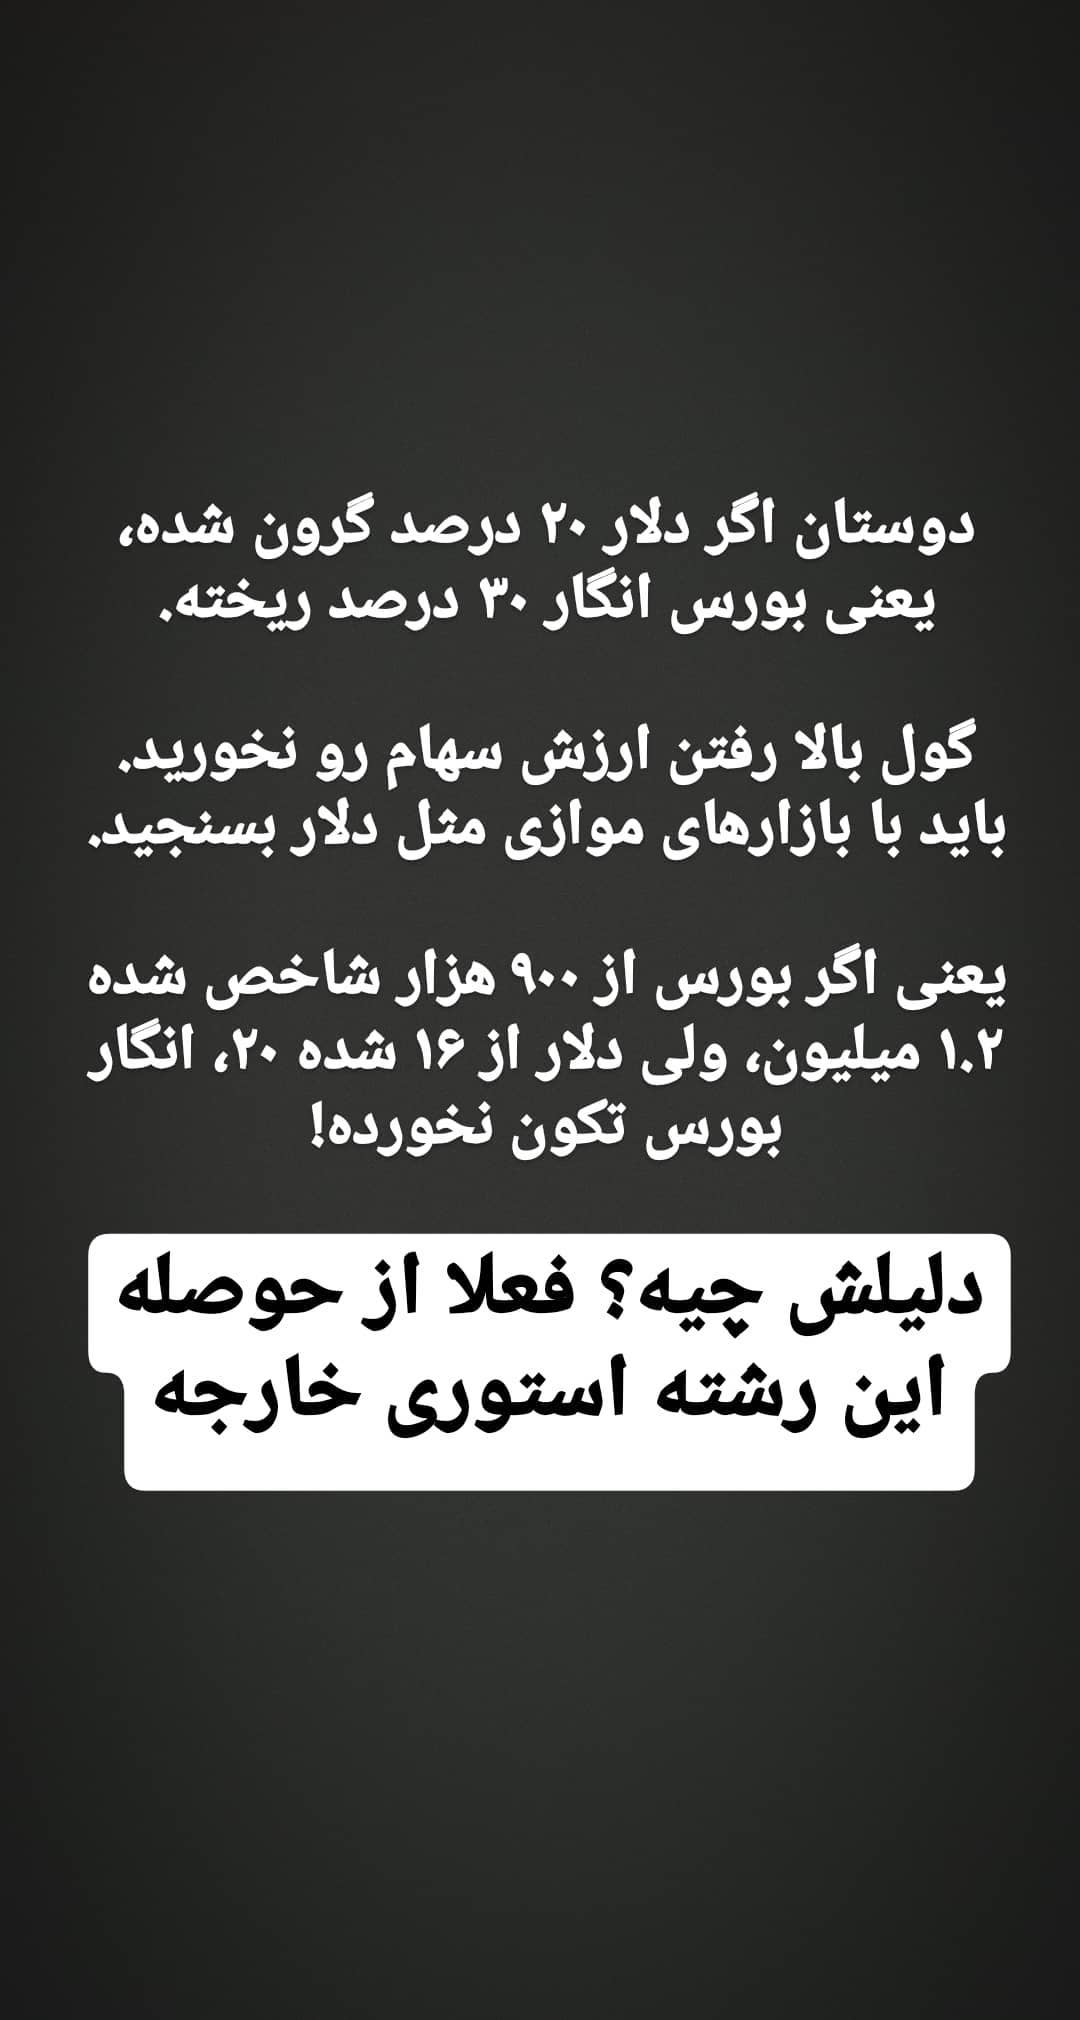 دوستان اگر دلار ۲۰ درصد گرون شده،
یعنی بورس انگار ۳۰ درصد ریخته.
گول بالا رفتن ارزش سهام رو نخورید.
باید با بازارهای موازی مثل دلار بسنجید.
یعنی اگر بورس از ۹۰۰ هزار شاخص شده
۱.۲ میلیون، ولی دلار از ۱۶ شده ۲۰، انگار
بورس تکون نخورده!
دلیلش چیه؟ فعلا از حوصله
این رشته استوری خارجه